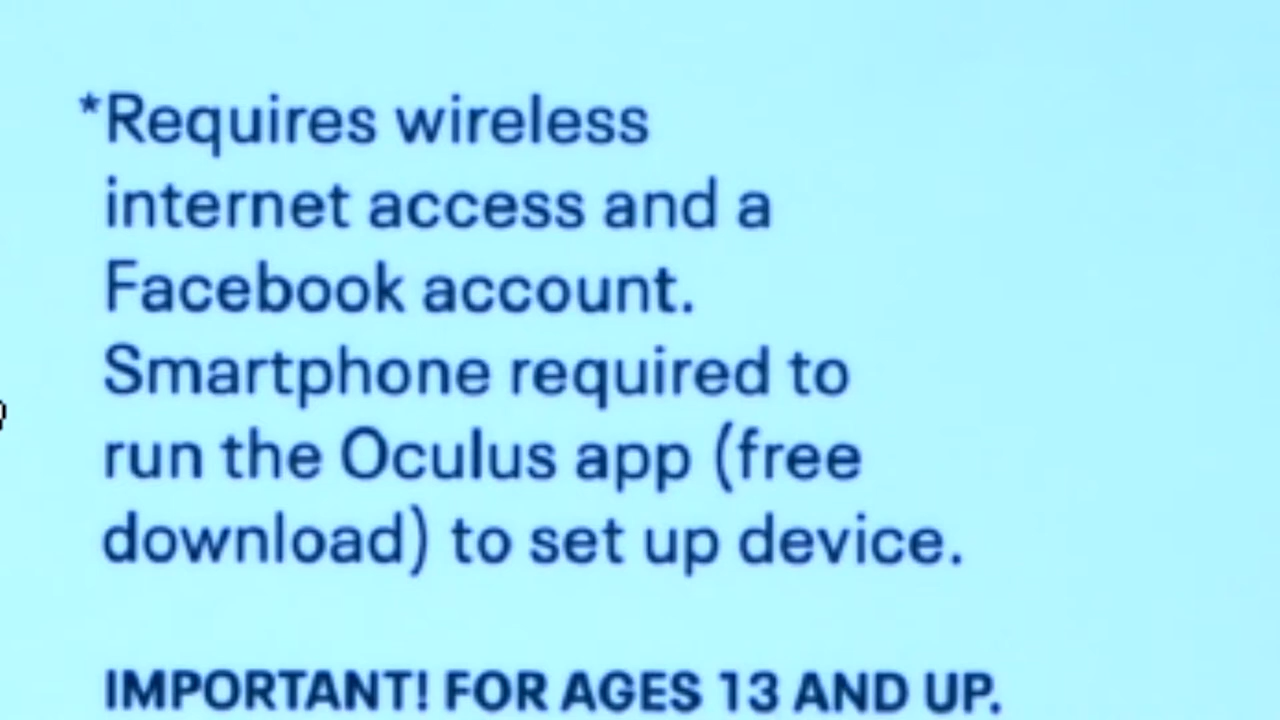 *Requires wireless
internet access and a
Facebook account.
Smartphone required to
run the Oculus app (free
download) to set up device.
IMPORTANT! FOR AGES 13 AND UP.